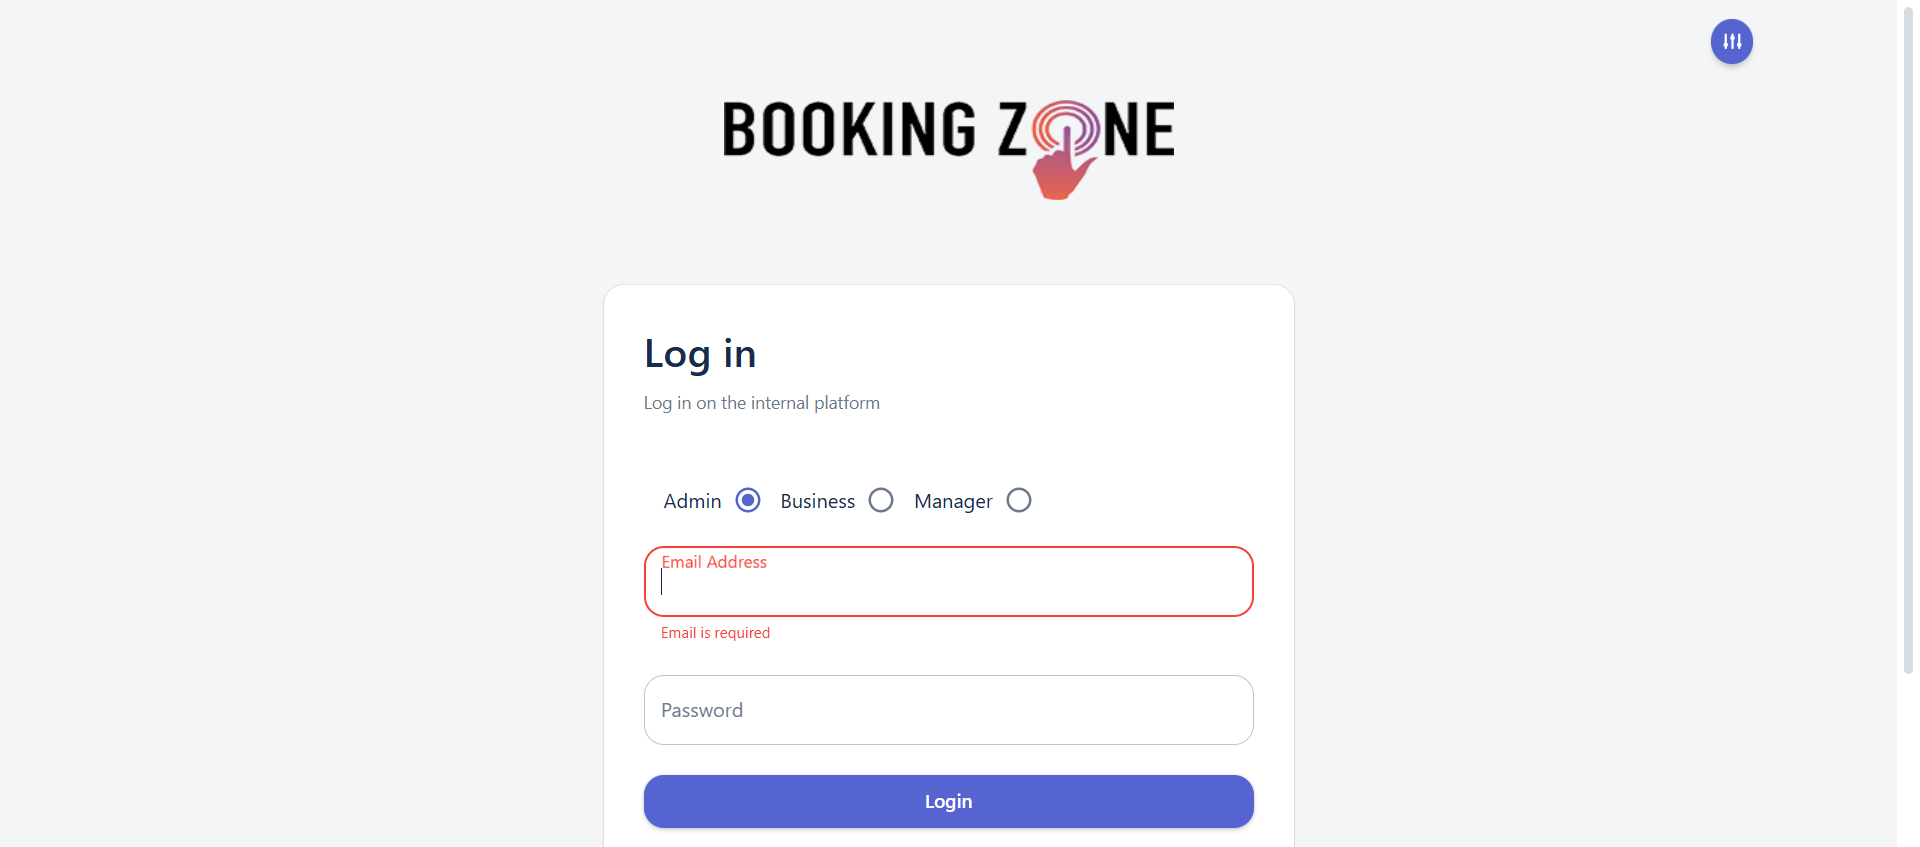 BOOKING ZONE
Log in
Log in on the internal platform
Admin Business Manager
Email Address
Email is required
Password
Login